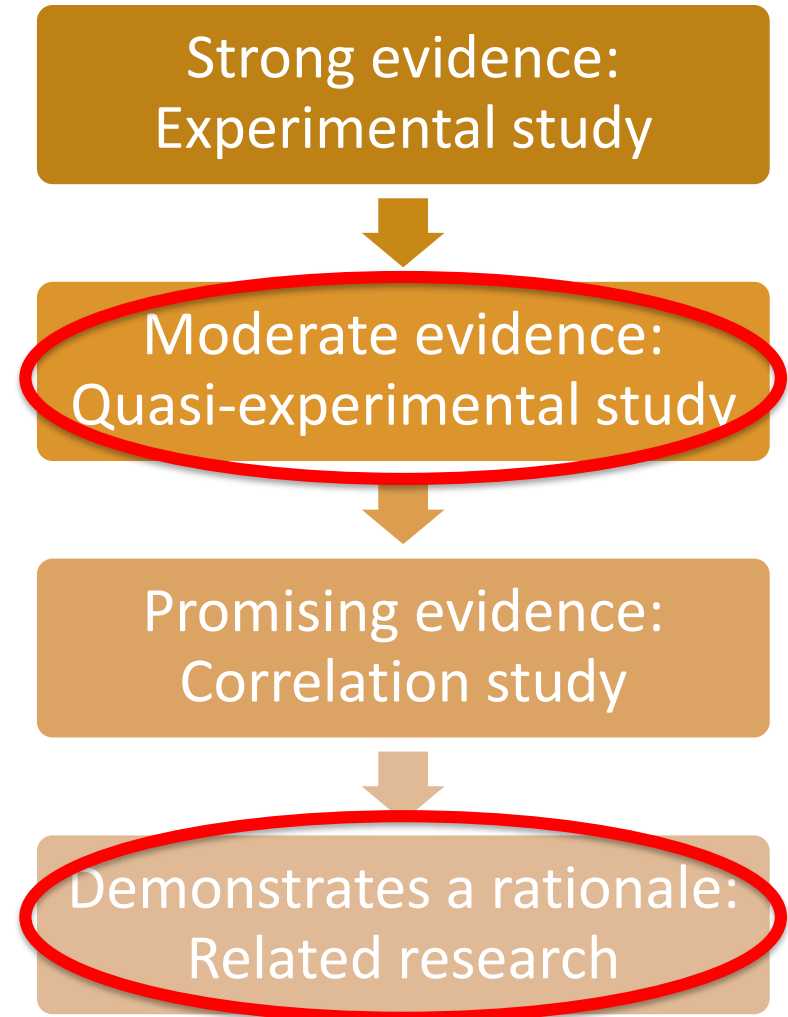 Strong evidence:
Experimental study
Moderate evidence:
Quasi-experimental study
Promising evidence:
Correlation study
Demonstrates a rationale:
Related research